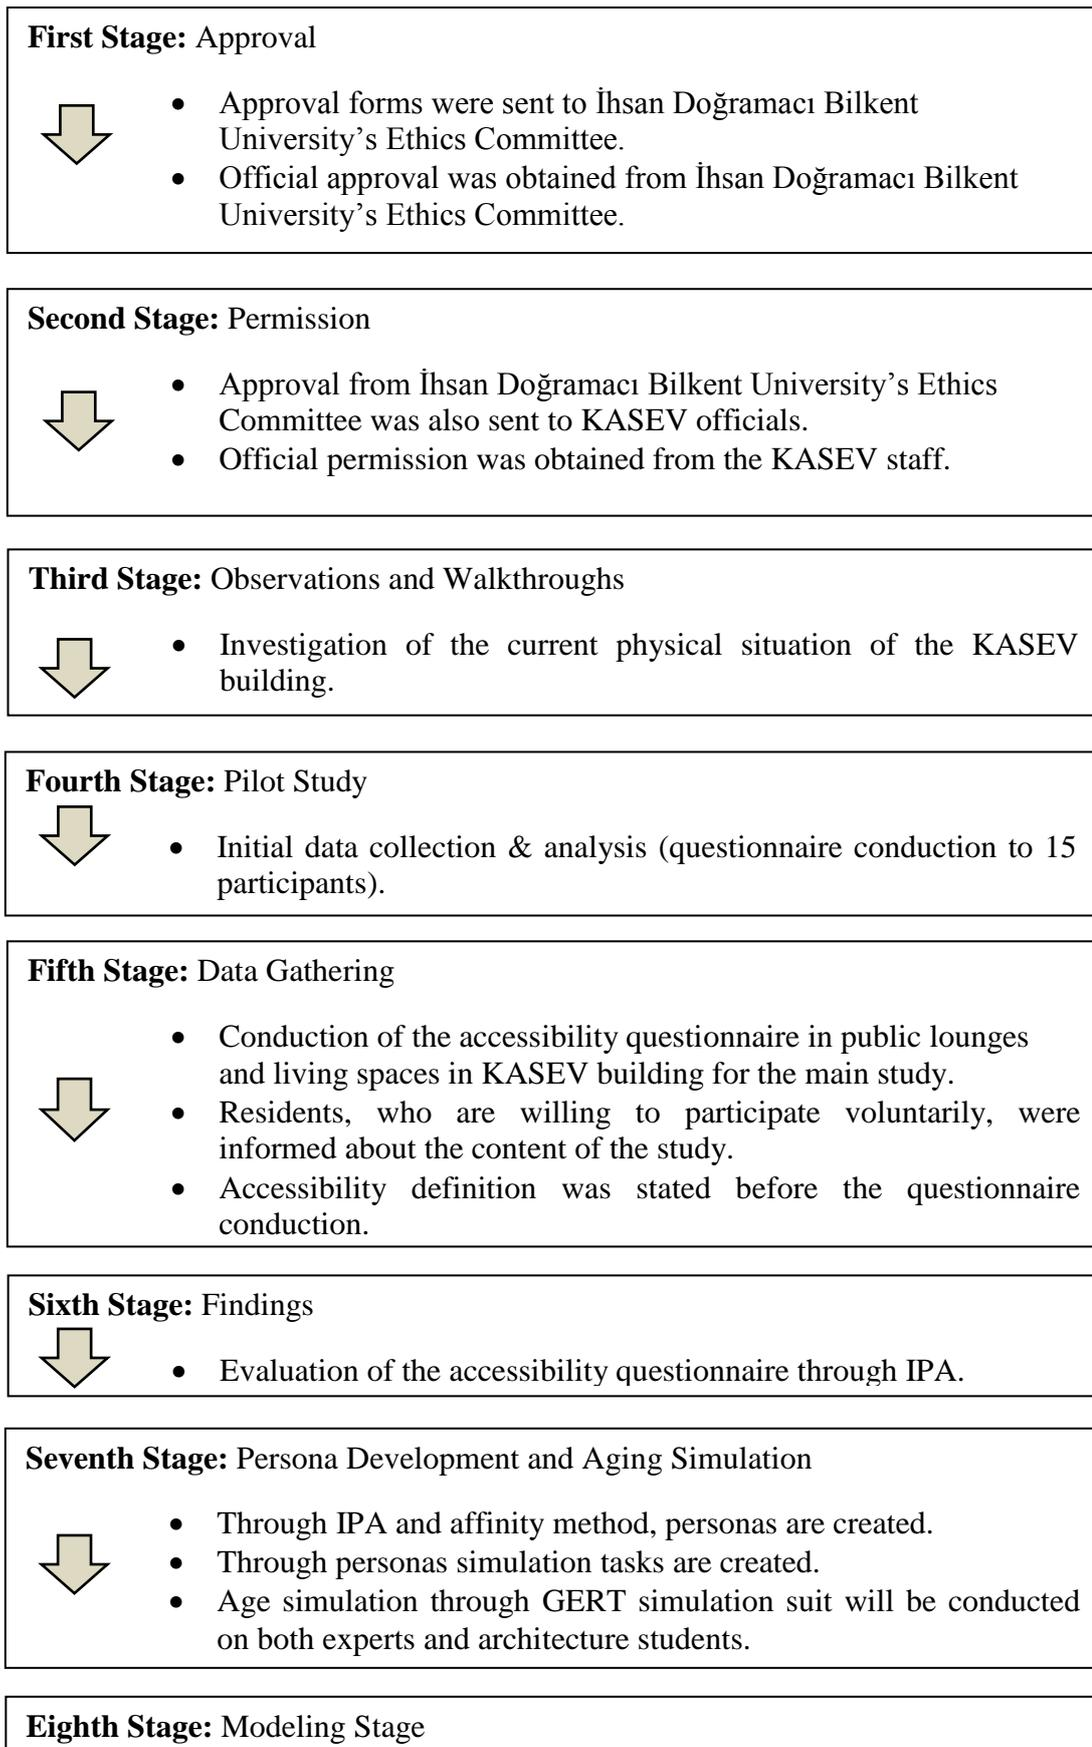 First Stage: Approval
• Approval forms were sent to İhsan Doğramacı Bilkent
University’s Ethics Committee.
• Official approval was obtained from İhsan Doğramacı Bilkent
University’s Ethics Committee.
Second Stage: Permission
• Approval from İhsan Doğramacı Bilkent University’s Ethics
Committee was also sent to KASEV officials.
• Official permission was obtained from the KASEV staff.
Third Stage: Observations and Walkthroughs
• Investigation of the current physical situation of the KASEV
building.
Fourth Stage: Pilot Study
• Initial data collection & analysis (questionnaire conduction to 15
participants).
Fifth Stage: Data Gathering
• Conduction of the accessibility questionnaire in public lounges
and living spaces in KASEV building for the main study.
• Residents, who are willing to participate voluntarily, were
informed about the content of the study.
• Accessibility definition was stated before the questionnaire
conduction.
Sixth Stage: Findings
• Evaluation of the accessibility questionnaire through IPA.
Seventh Stage: Persona Development and Aging Simulation
• Through IPA and affinity method, personas are created.
• Through personas simulation tasks are created.
• Age simulation through GERT simulation suit will be conducted
on both experts and architecture students.
Eighth Stage: Modeling Stage